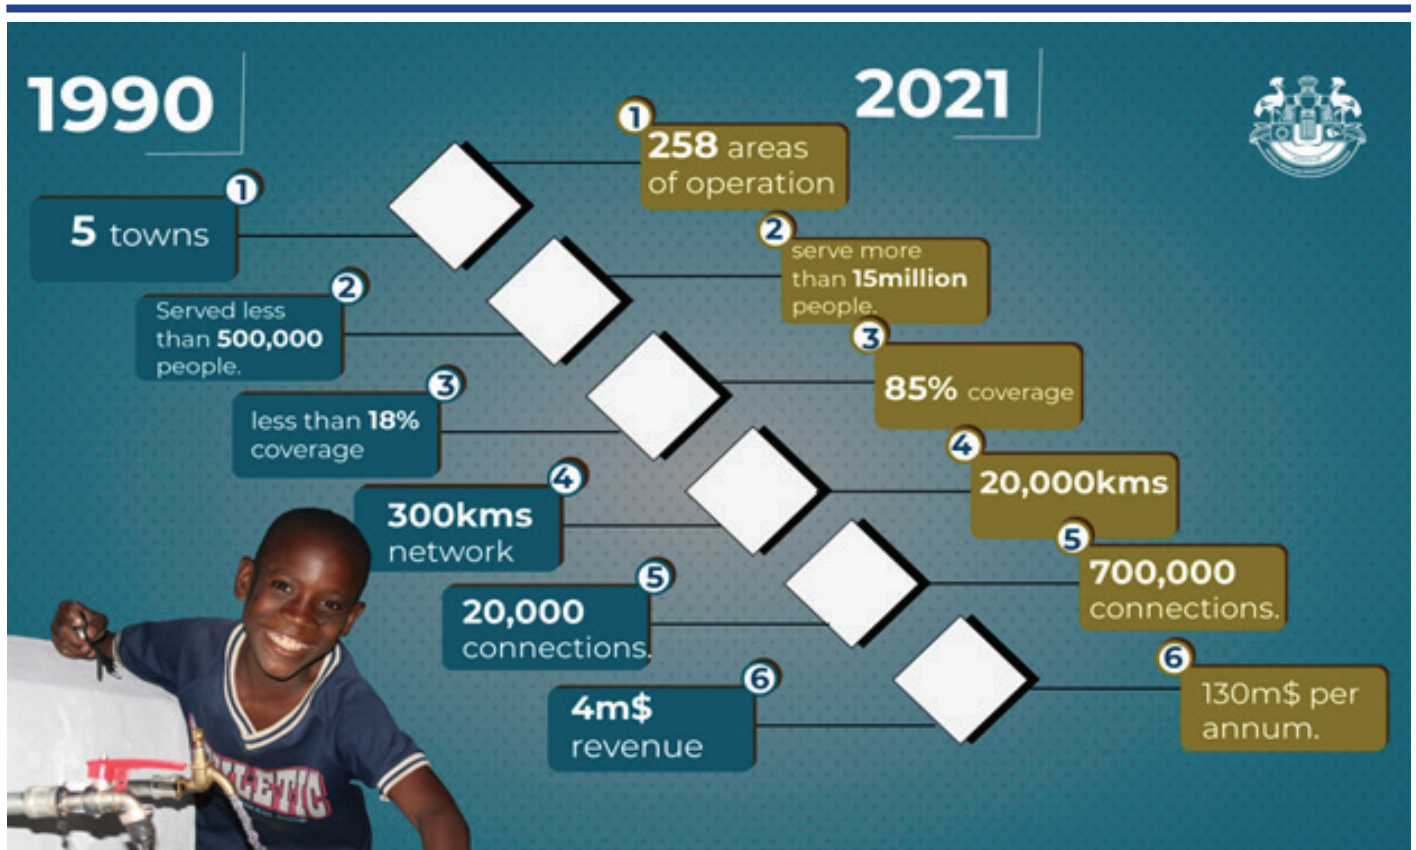 1990
2021
1
5 towns
2
Served less
than 500,000
people.
3
less than 18%
coverage
4
300kms
network
5
20,000
connections.
6
4m$
revenue
1
258 areas
of operation
2
serve more
than 15million
people.
3
85% coverage
4
20,000kms
5
700,000
connections.
6
130m$ per
annum.